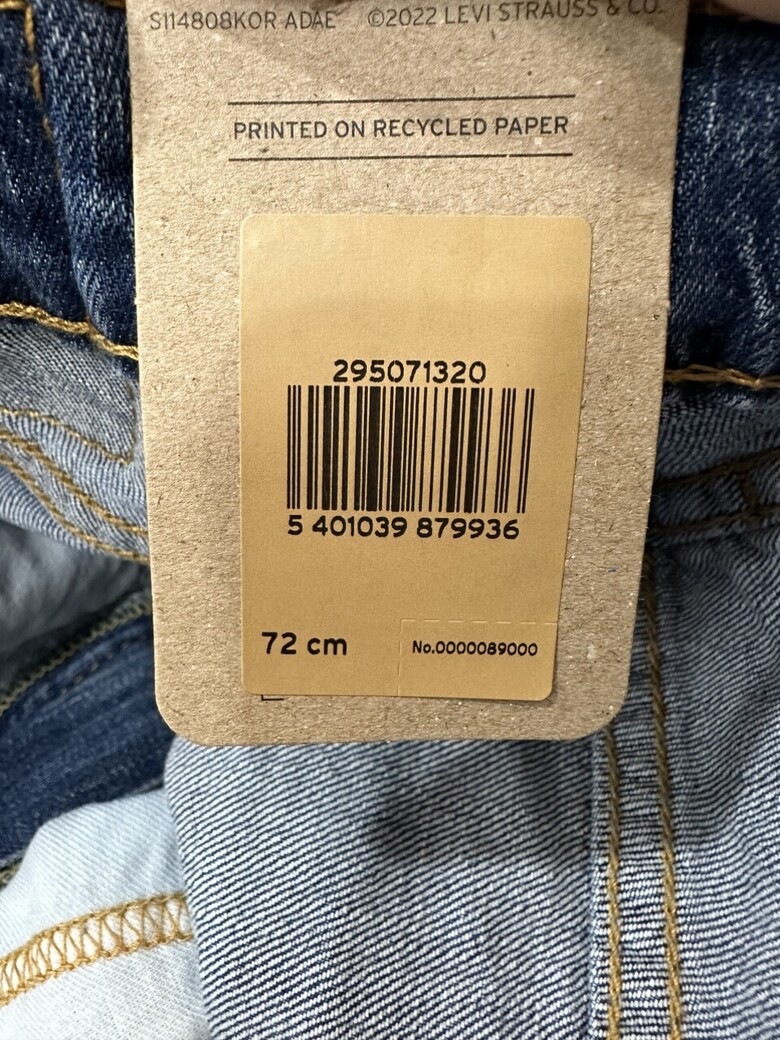 S114808KOR ADAE ©2022 LEVI STRAUSS & CO.
PRINTED ON RECYCLED PAPER
295071320
5 401039 879936
72 cm
No.0000089000